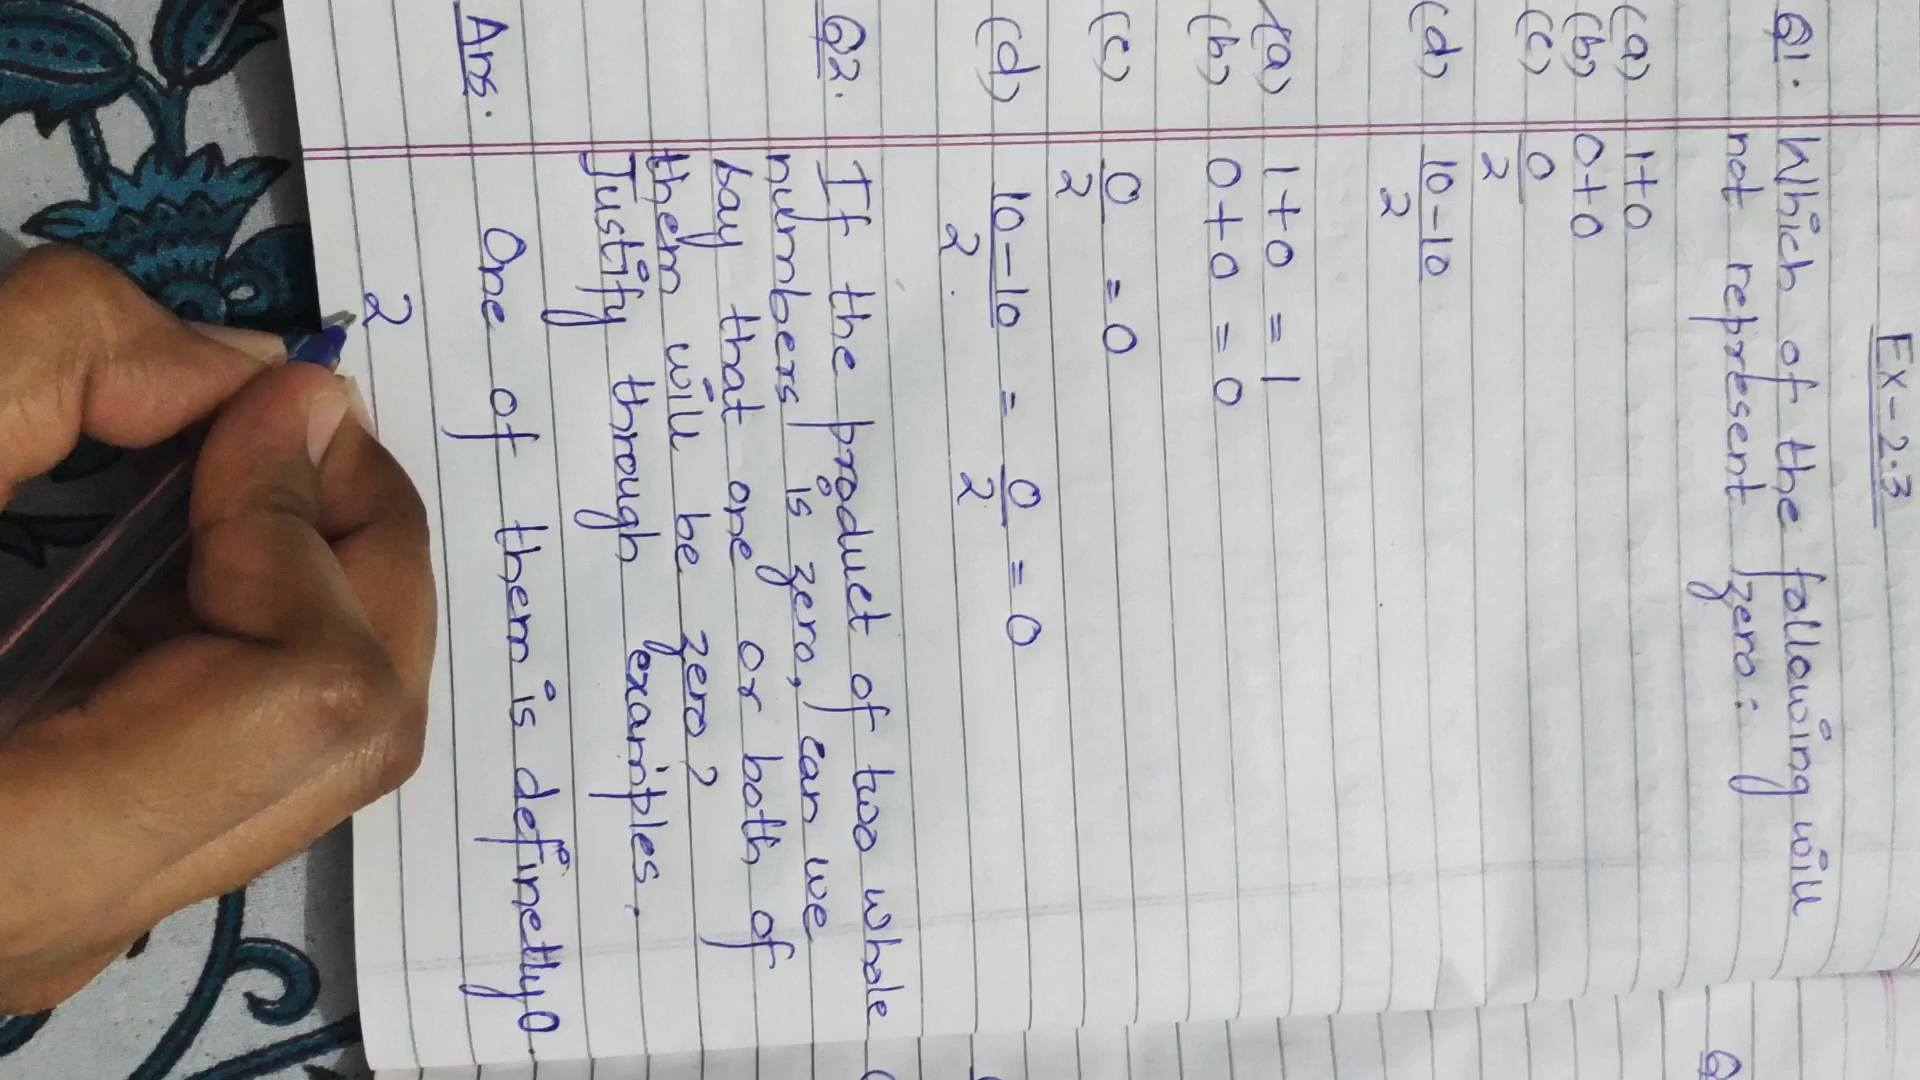 Ex-2.3
Q1. Which of the following will
not represent zero:
(a) 1+0
(b) 0+0
(c) 0/2
(d) 10-10/2
(a) 1+0 = 1
(b) 0+0 = 0
(c) 0/2 = 0
(d) 10-10/2 = 0/2 = 0
Q2. If the product of two whole
numbers is zero, can we
bay that one or both of
them will be zero?
Justify through examples.
Ans. One of them is definetly 0.
2
Q